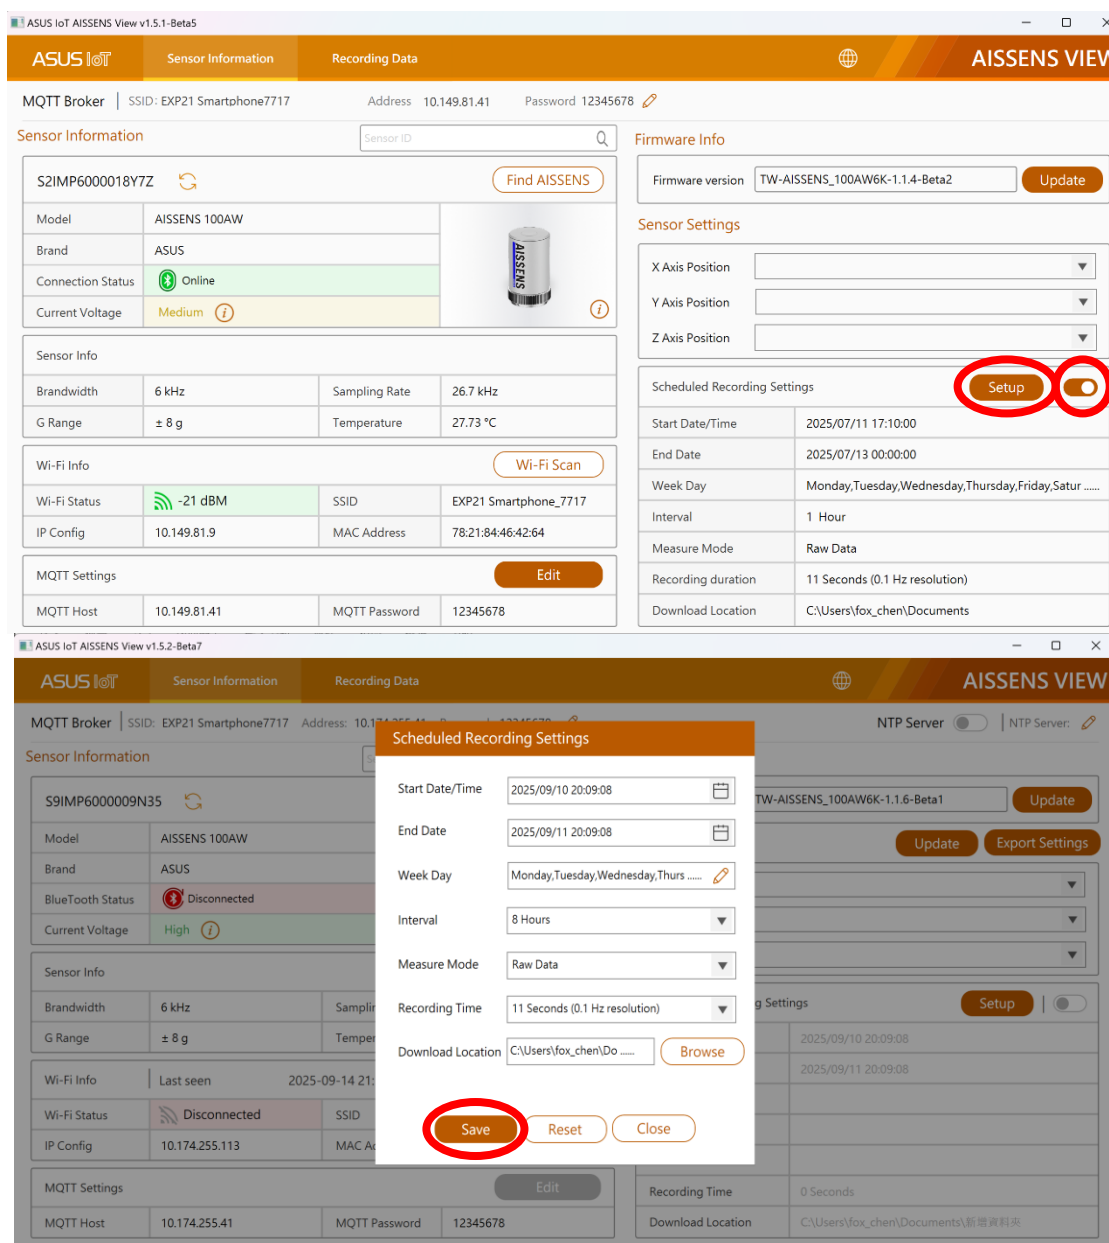 ASUS IoT AISSENS View v1.5.1-Beta5
ASUS IoT Sensor Information Recording Data AISSENS VIEW
MQTT Broker SSID: EXP21 Smartphone7717 Address 10.149.81.41 Password 12345678
Sensor Information Sensor ID Firmware Info
S2IMP6000018Y7Z Find AISSENS Firmware version TW-AISSENS_100AW6K-1.1.4-Beta2 Update
Model AISSENS 100AW
Sensor Settings
Brand ASUS
AISSENS
X Axis Position
Connection Status Online
Y Axis Position
Current Voltage Medium
Z Axis Position
Sensor Info
Scheduled Recording Settings Setup
Brandwidth 6 kHz Sampling Rate 26.7 kHz
G Range ± 8 g Temperature 27.73 °C Start Date/Time 2025/07/11 17:10:00
End Date 2025/07/13 00:00:00
Wi-Fi Info Wi-Fi Scan
Week Day Monday,Tuesday,Wednesday,Thursday,Friday,Satur ......
Wi-Fi Status -21 dBM SSID EXP21 Smartphone_7717
Interval 1 Hour
IP Config 10.149.81.9 MAC Address 78:21:84:46:42:64
Measure Mode Raw Data
MQTT Settings Edit Recording duration 11 Seconds (0.1 Hz resolution)
MQTT Host 10.149.81.41 MQTT Password 12345678 Download Location C:\Users\fox_chen\Documents
ASUS IoT AISSENS View v1.5.2-Beta7
ASUS IoT Sensor Information Recording Data AISSENS VIEW
MQTT Broker SSID: EXP21 Smartphone7717 Address: NTP Server NTP Server:
Sensor Information
Scheduled Recording Settings
S9IMP6000009N35 TW-AISSENS_100AW6K-1.1.6-Beta1 Update
Start Date/Time 2025/09/10 20:09:08
Model AISSENS 100AW Update Export Settings
End Date 2025/09/11 20:09:08
Brand ASUS
Week Day Monday,Tuesday,Wednesday,Thurs ......
BlueTooth Status Disconnected
Interval 8 Hours
Current Voltage High
Measure Mode Raw Data
Sensor Info
Recording Time 11 Seconds (0.1 Hz resolution)
Brandwidth 6 kHz Samplin g Settings Setup
G Range ± 8 g Temper 2025/09/10 20:09:08
Download Location C:\Users\fox_chen\Do ...... Browse
2025/09/11 20:09:08
Wi-Fi Info Last seen 2025-09-14 21:
Wi-Fi Status Disconnected SSID
Save Reset Close
IP Config 10.174.255.113 MAC A
MQTT Settings Edit Recording Time 0 Seconds
MQTT Host 10.174.255.41 MQTT Password 12345678 Download Location C:\Users\fox_chen\Documents\新增資料夾